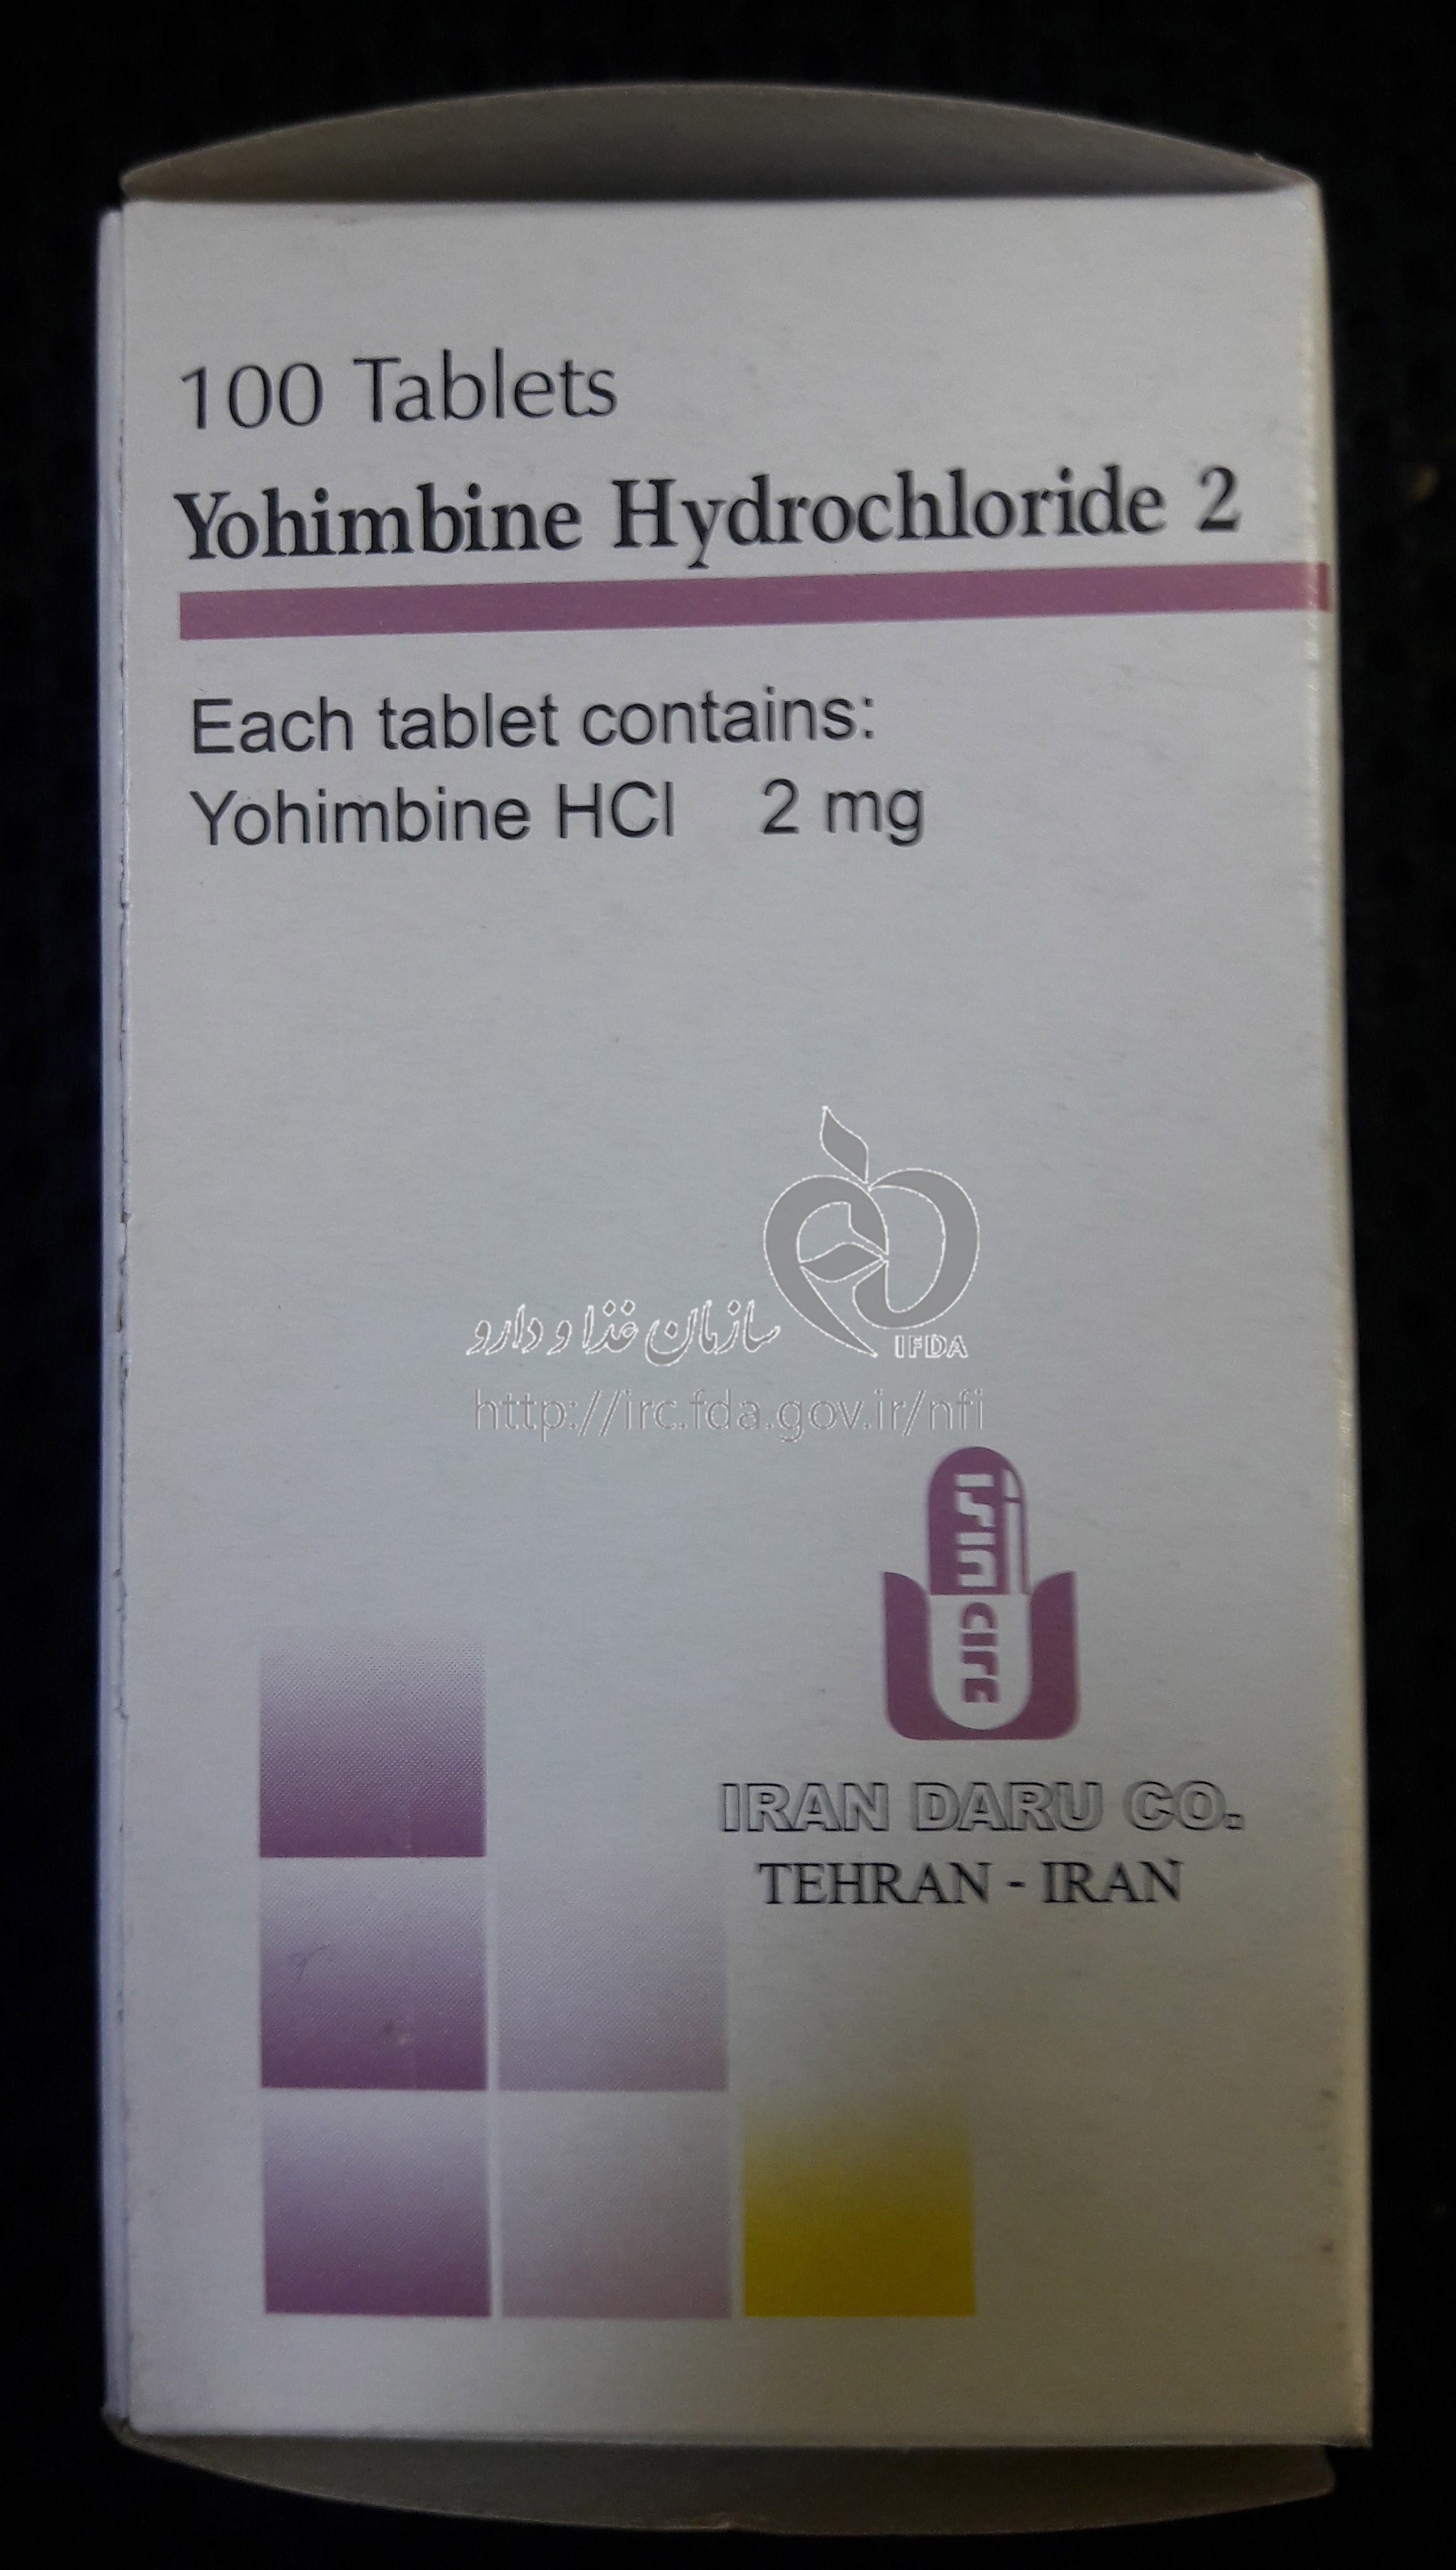 100 Tablets
Yohimbine Hydrochloride 2
Each tablet contains:
Yohimbine HCl 2 mg
سازمان غذا و دارو
IFDA
http://irc.fda.gov.ir/nfi
IRAN DARU CO.
TEHRAN - IRAN